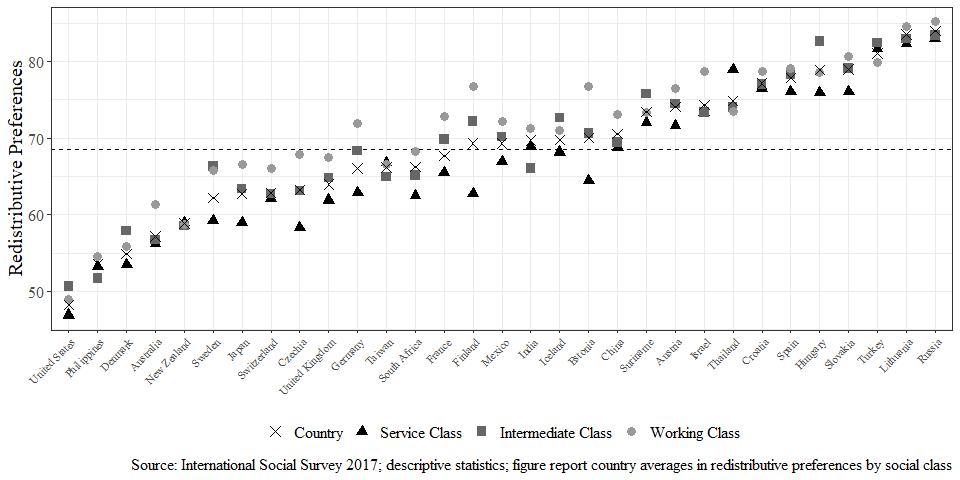 Redistributive Preferences
80
70
60
50
United States
Philippines
Denmark
Australia
New Zealand
Sweden
Japan
Switzerland
Czechia
United Kingdom
Germany
Taiwan
South Africa
France
Finland
Mexico
India
Iceland
Estonia
China
Suriname
Austria
Israel
Thailand
Croatia
Spain
Hungary
Slovakia
Turkey
Lithuania
Russia
Country Service Class Intermediate Class Working Class
Source: International Social Survey 2017; descriptive statistics; figure report country averages in redistributive preferences by social class